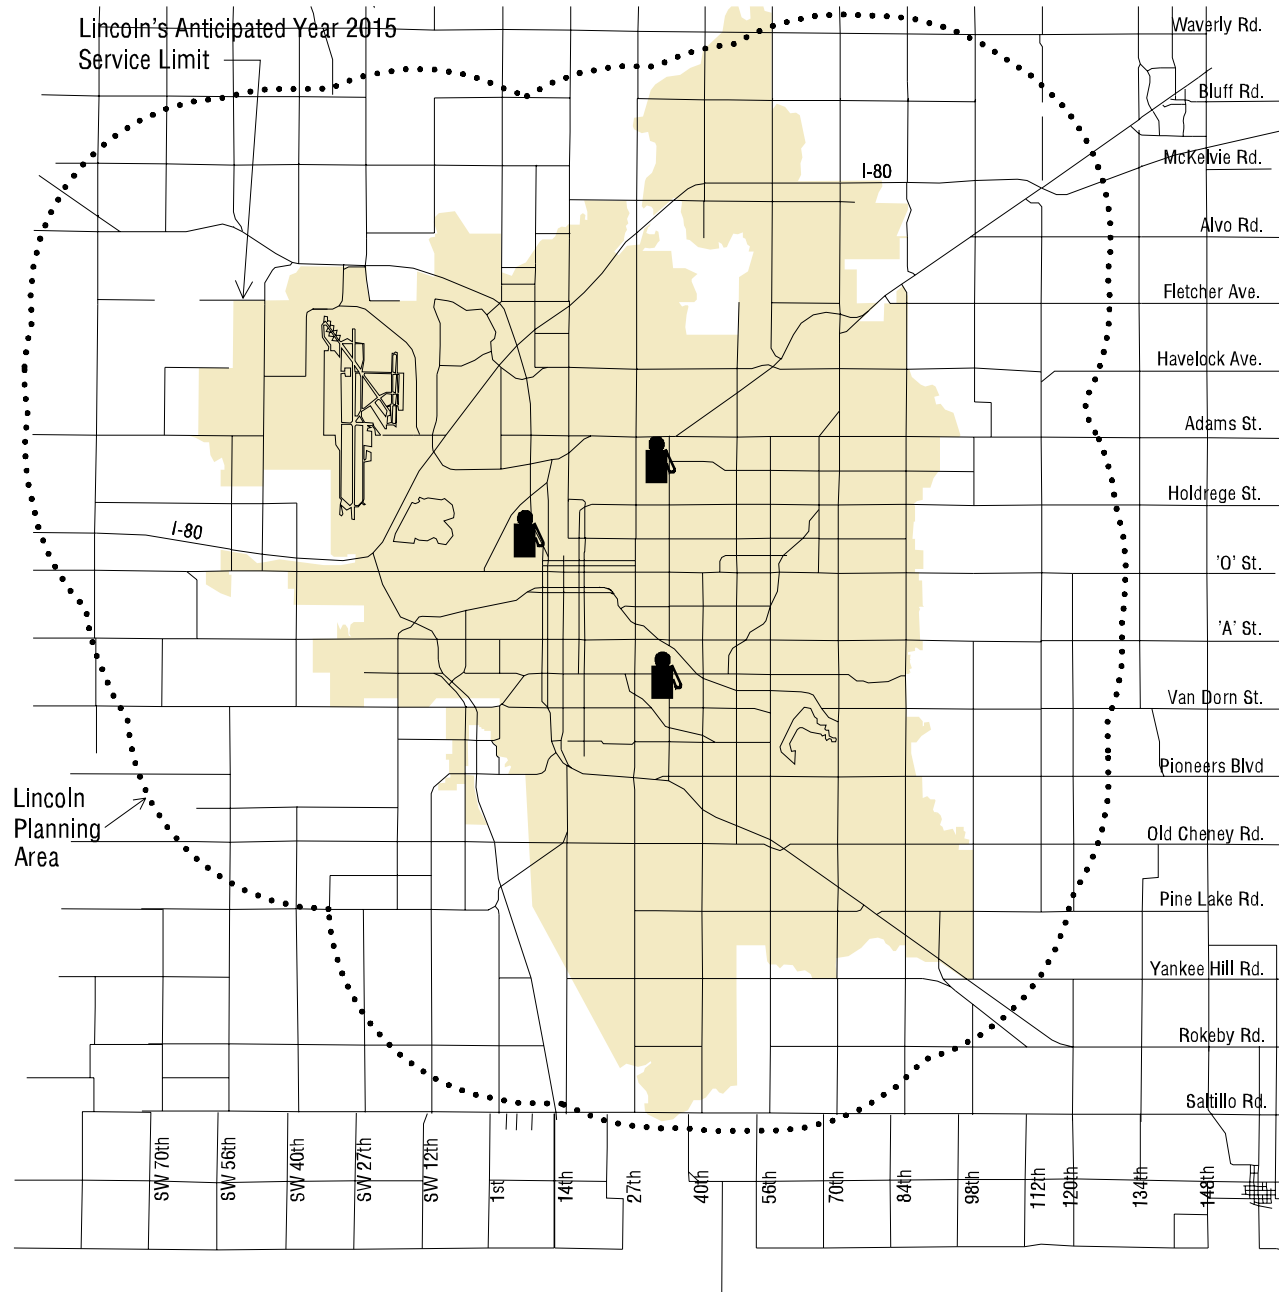 Lincoln's Anticipated Year 2015
Service Limit
Waverly Rd.
Bluff Rd.
McKelvie Rd.
I-80
Alvo Rd.
Fletcher Ave.
Havelock Ave.
Adams St.
Holdrege St.
I-80
'O' St.
'A' St.
Van Dorn St.
Pioneers Blvd
Lincoln
Planning
Area
Old Cheney Rd.
Pine Lake Rd.
Yankee Hill Rd.
Rokeby Rd.
Saltillo Rd.
SW 70th
SW 56th
SW 40th
SW 27th
SW 12th
1st
14th
27th
40th
56th
70th
84th
98th
112th
120th
134th
148th